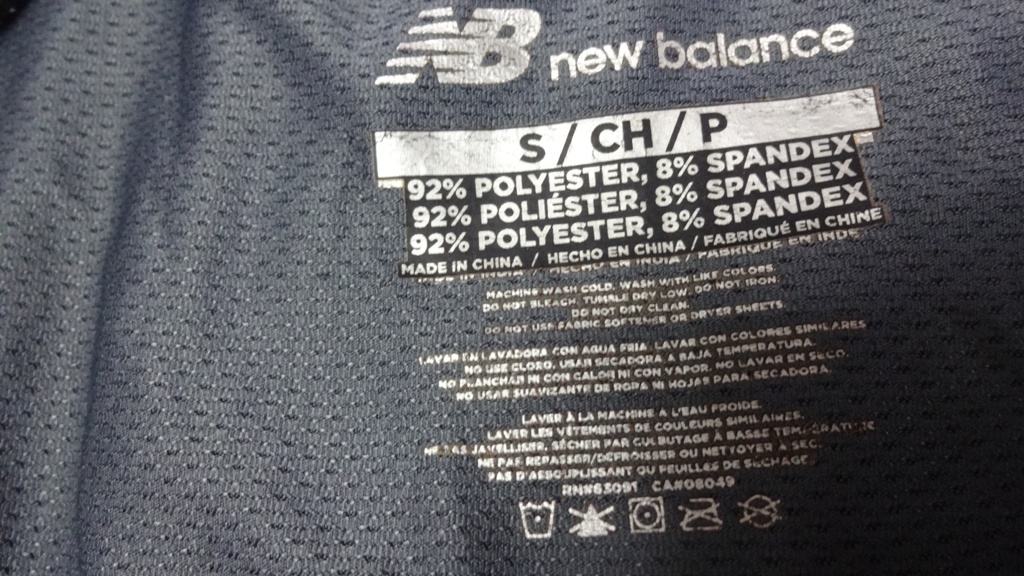 NB new balance
S / CH / P
92% POLYESTER, 8% SPANDEX
92% POLIÉSTER, 8% SPANDEX
92% POLYESTER, 8% SPANDEX
MADE IN CHINA / HECHO EN CHINA / FABRIQUÉ EN CHINE
MACHINE WASH COLD. WASH WITH LIKE COLORS.
DO NOT BLEACH. TUMBLE DRY LOW. DO NOT IRON
DO NOT DRY CLEAN
DO NOT USE FABRIC SOFTENER OR DRYER SHEETS
LAVAR EN LAVADORA CON AGUA FRIA. LAVAR CON COLORES SIMILARES
NO USE CLORO. USAR SECADORA A BAJA TEMPERATURA.
NO PLANCHAR NI CON CALOR NI CON VAPOR. NO LAVAR EN SECO.
NO USAR SUAVIZANTE DE ROPA NI HOJAS PARA SECADORA
LAVER À LA MACHINE A L'EAU FROIDE.
LAVER LES VÊTEMENTS DE COULEURS SIMILAIRES.
NE PAS JAVELLISER. SÉCHER PAR CULBUTAGE À BASSE TEMPÉRATURE
NE PAS REPASSER/DÉFROISSER OU NETTOYER À SEC
PAS D'ASSOUPLISSANT OU FEUILLES DE SÉCHAGE
RN#63091 CA#08049